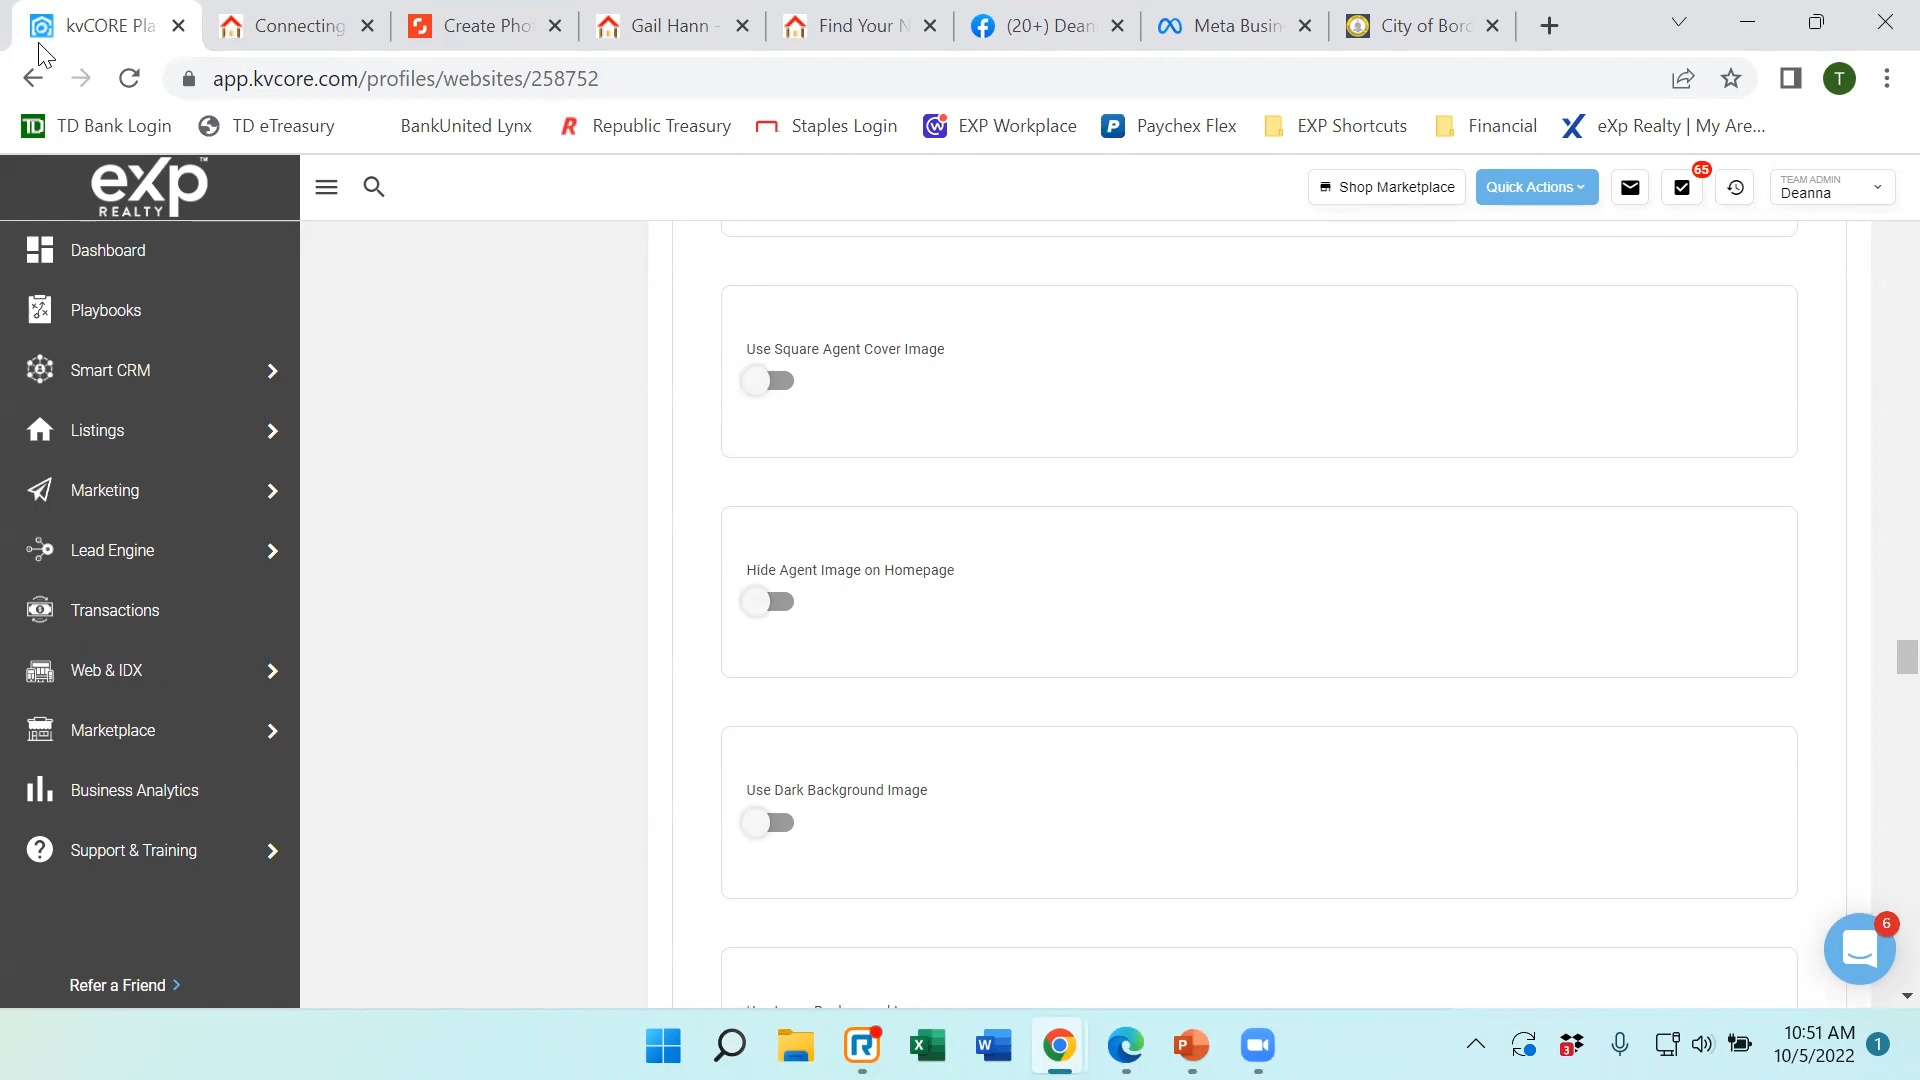 kvCORE Pla
Connecting
Create Pho
Gail Hann -
Find Your N
(20+) Dean
Meta Busin
City of Bord
app.kvcore.com/profiles/websites/258752
T
TD TD Bank Login
TD eTreasury
BankUnited Lynx
R Republic Treasury
Staples Login
EXP Workplace
P Paychex Flex
EXP Shortcuts
Financial
X eXp Realty | My Are...
eXp™
REALTY
Shop Marketplace
Quick Actions
65
TEAM ADMIN
Deanna
Dashboard
Playbooks
Smart CRM
Listings
Marketing
Lead Engine
Transactions
Web & IDX
Marketplace
Business Analytics
Support & Training
Refer a Friend
Use Square Agent Cover Image
Hide Agent Image on Homepage
Use Dark Background Image
6
3
10:51 AM
10/5/2022
1